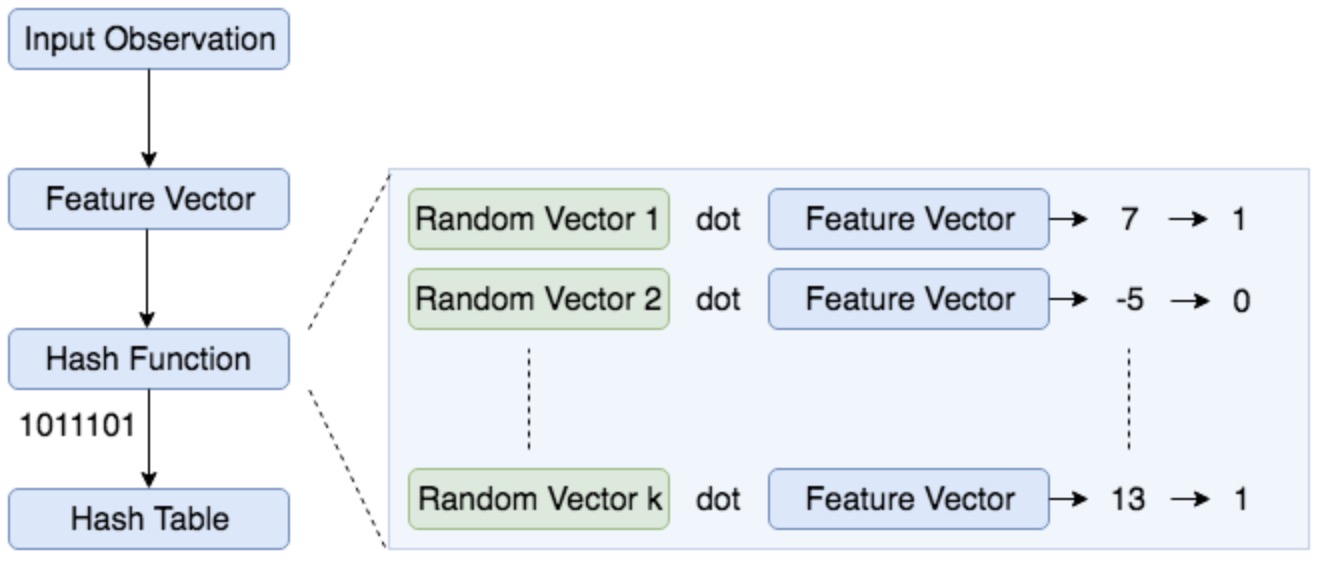 Input Observation
Feature Vector
Hash Function
1011101
Hash Table
Random Vector 1 dot Feature Vector 7 1
Random Vector 2 dot Feature Vector -5 0
Random Vector k dot Feature Vector 13 1